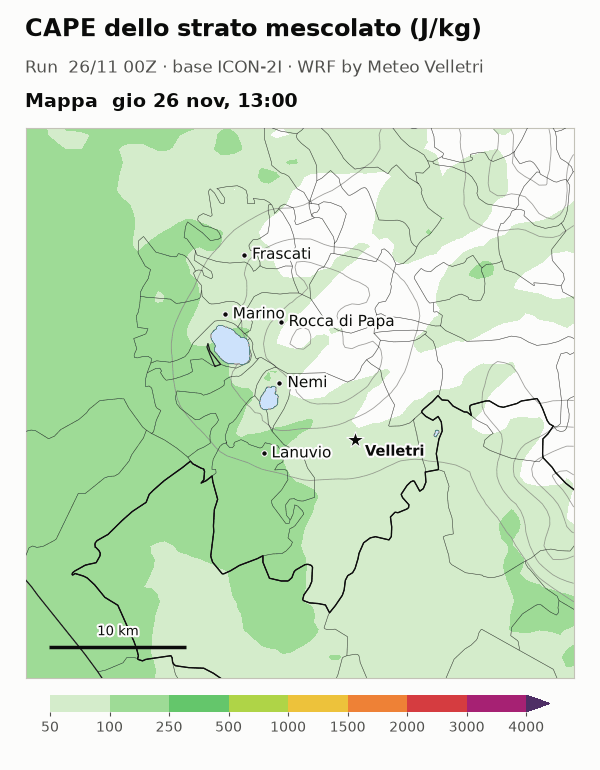 CAPE dello strato mescolato (J/kg)
Run  26/11 00Z · base ICON-2I · WRF by Meteo Velletri
Mappa  gio 26 nov, 13:00
Frascati
Marino
Rocca di Papa
Nemi
Velletri
Lanuvio
10 km
50 100 250 500 1000 1500 2000 3000 4000